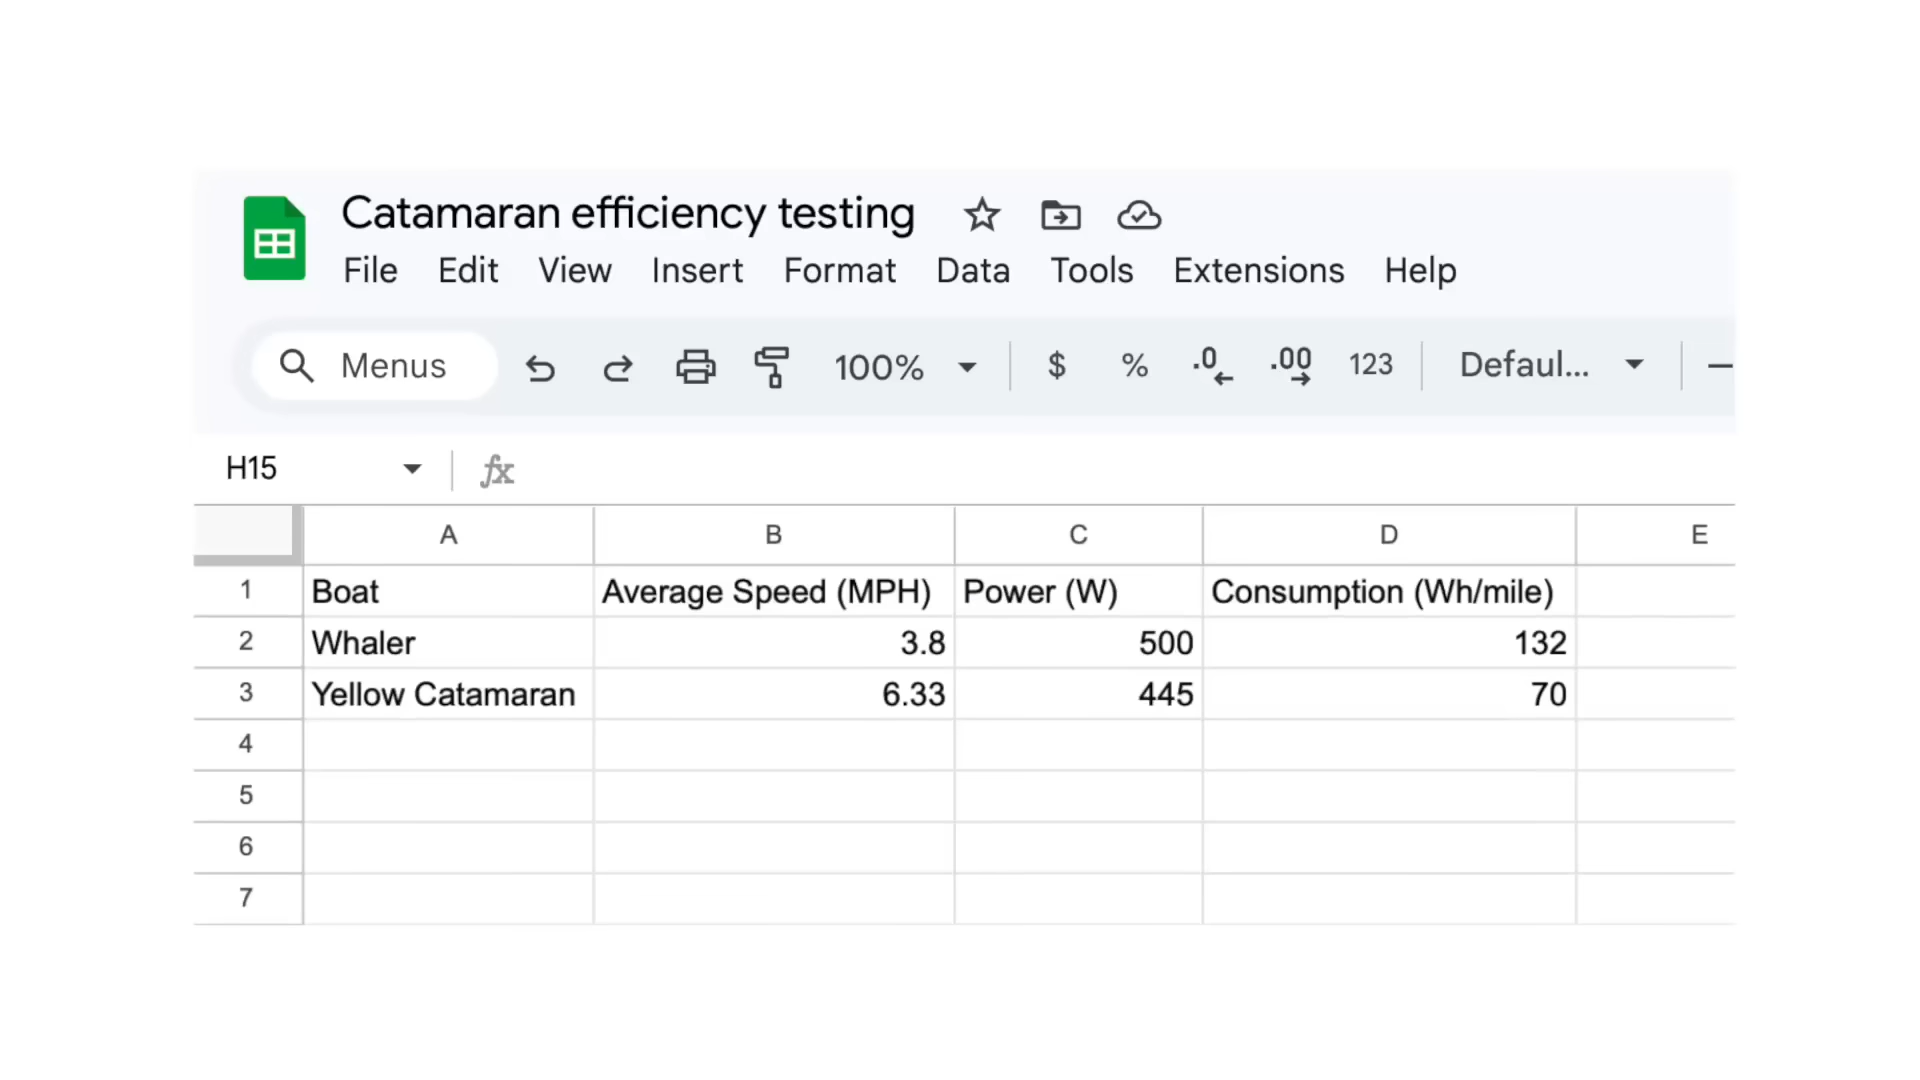 Catamaran efficiency testing
File Edit View Insert Format Data Tools Extensions Help
Menus 100% $ % .0 .00 123 Defaul...
H15 fx
A B C D E
1 Boat Average Speed (MPH) Power (W) Consumption (Wh/mile)
2 Whaler 3.8 500 132
3 Yellow Catamaran 6.33 445 70
4
5
6
7